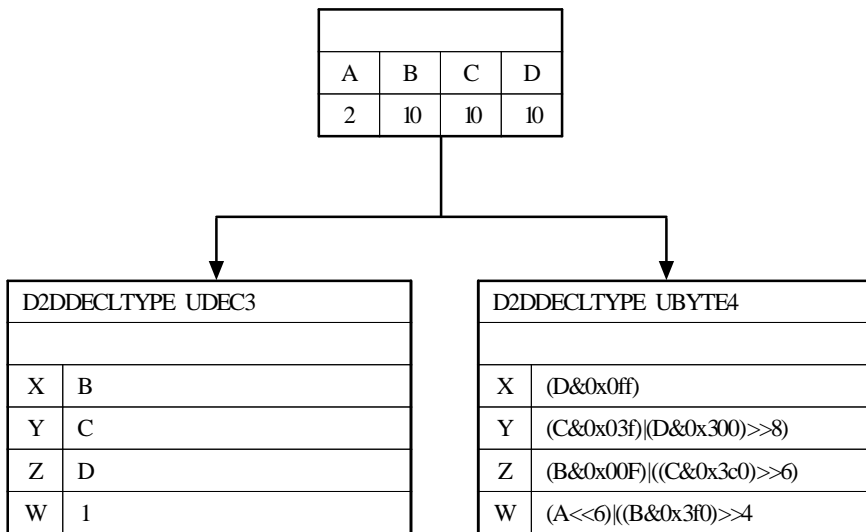 A B C D
2 10 10 10
D2DDECLTYPE UDEC3
X B
Y C
Z D
W 1
D2DDECLTYPE UBYTE4
X (D&0x0ff)
Y (C&0x03f)|(D&0x300)>>8)
Z (B&0x00F)|((C&0x3c0)>>6)
W (A<<6)|((B&0x3f0)>>4